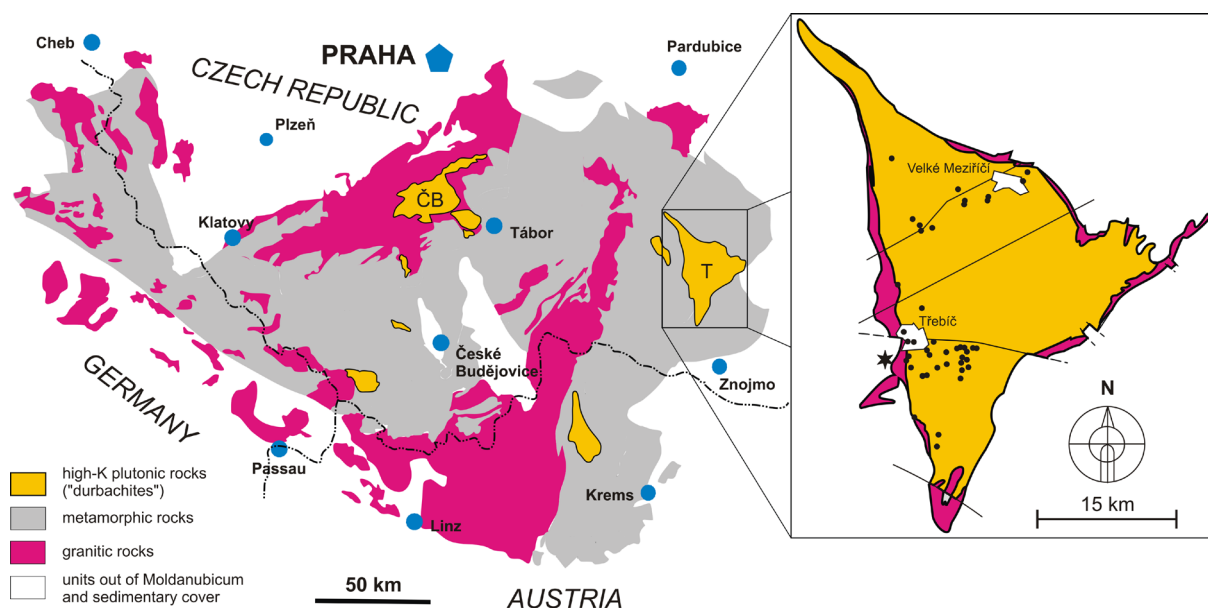 Cheb
PRAHA
Pardubice
CZECH REPUBLIC
Plzeň
ČB
Klatovy
Tábor
T
České
Budějovice
Znojmo
GERMANY
Passau
Krems
Linz
AUSTRIA
50 km
high-K plutonic rocks
("durbachites")
metamorphic rocks
granitic rocks
units out of Moldanubicum
and sedimentary cover
Velké Meziříčí
Třebíč
N
15 km